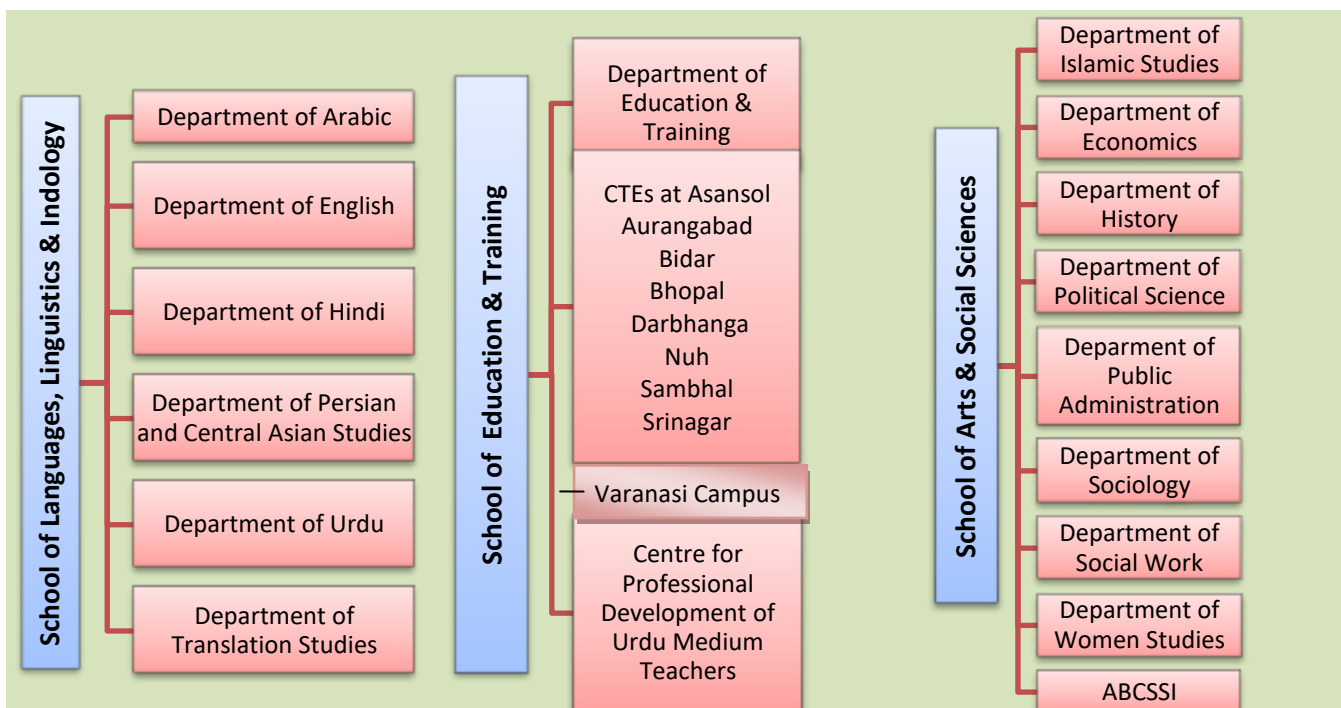 School of Languages, Linguistics & Indology
Department of Arabic
Department of English
Department of Hindi
Department of Persian
and Central Asian Studies
Department of Urdu
Department of
Translation Studies
School of Education & Training
Department of
Education &
Training
CTEs at Asansol
Aurangabad
Bidar
Bhopal
Darbhanga
Nuh
Sambhal
Srinagar
Varanasi Campus
Centre for
Professional
Development of
Urdu Medium
Teachers
School of Arts & Social Sciences
Department of
Islamic Studies
Department of
Economics
Department of
History
Department of
Political Science
Deparment of
Public
Administration
Department of
Sociology
Department of
Social Work
Department of
Women Studies
ABCSSI